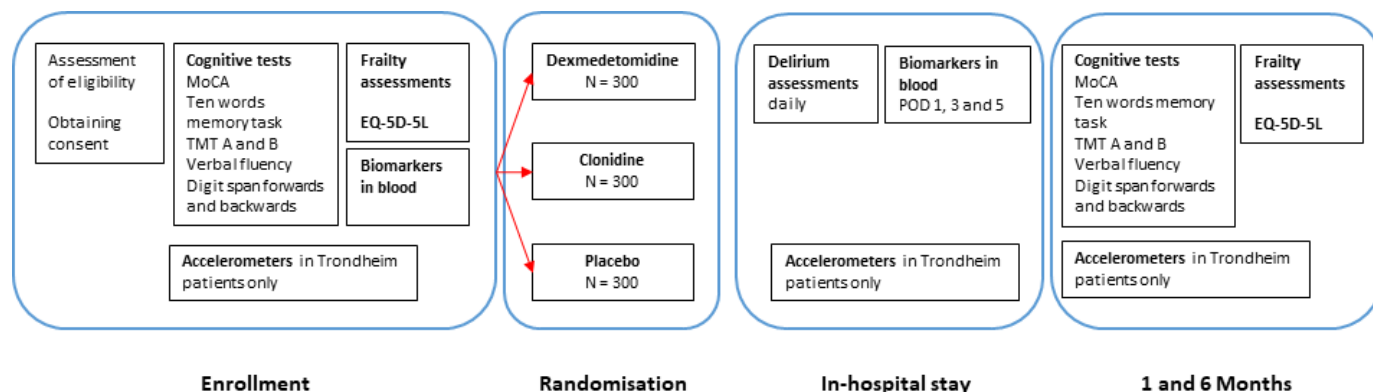 Assessment
of eligibility
Obtaining
consent
Cognitive tests
MoCA
Ten words
memory task
TMT A and B
Verbal fluency
Digit span forwards
and backwards
Frailty
assessments
EQ-5D-5L
Biomarkers
in blood
Accelerometers in Trondheim
patients only
Dexmedetomidine
N = 300
Clonidine
N = 300
Placebo
N = 300
Delirium
assessments
daily
Biomarkers in
blood
POD 1, 3 and 5
Accelerometers in Trondheim
patients only
Cognitive tests
MoCA
Ten words memory
task
TMT A and B
Verbal fluency
Digit span forwards
and backwards
Frailty
assessments
EQ-5D-5L
Accelerometers in Trondheim
patients only
Enrollment
Randomisation
In-hospital stay
1 and 6 Months